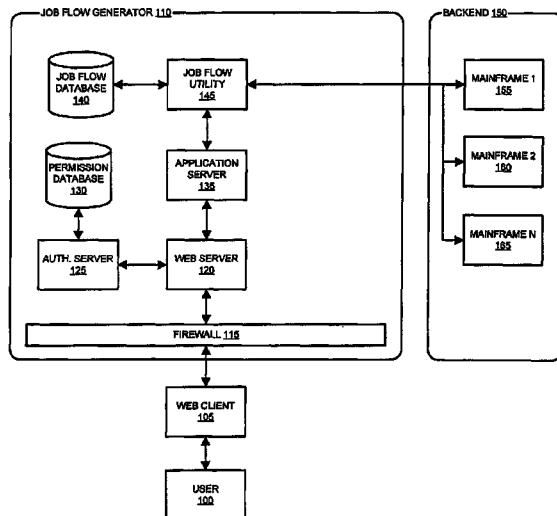 JOB FLOW GENERATOR 110
BACKEND 150
JOB FLOW
DATABASE
140
JOB FLOW
UTILITY
145
MAINFRAME 1
155
PERMISSION
DATABASE
130
APPLICATION
SERVER
135
MAINFRAME 2
160
AUTH. SERVER
125
WEB SERVER
120
MAINFRAME N
165
FIREWALL 115
WEB CLIENT
105
USER
100